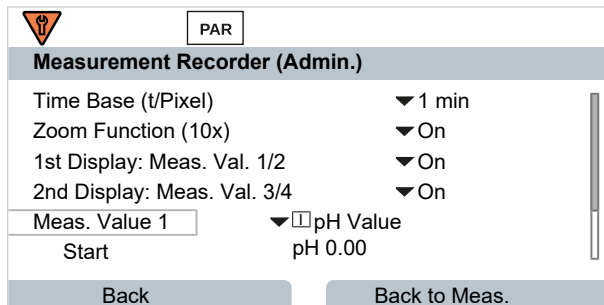 PAR
Measurement Recorder (Admin.)
Time Base (t/Pixel) 1 min
Zoom Function (10x) On
1st Display: Meas. Val. 1/2 On
2nd Display: Meas. Val. 3/4 On
Meas. Value 1 I pH Value
Start pH 0.00
Back Back to Meas.